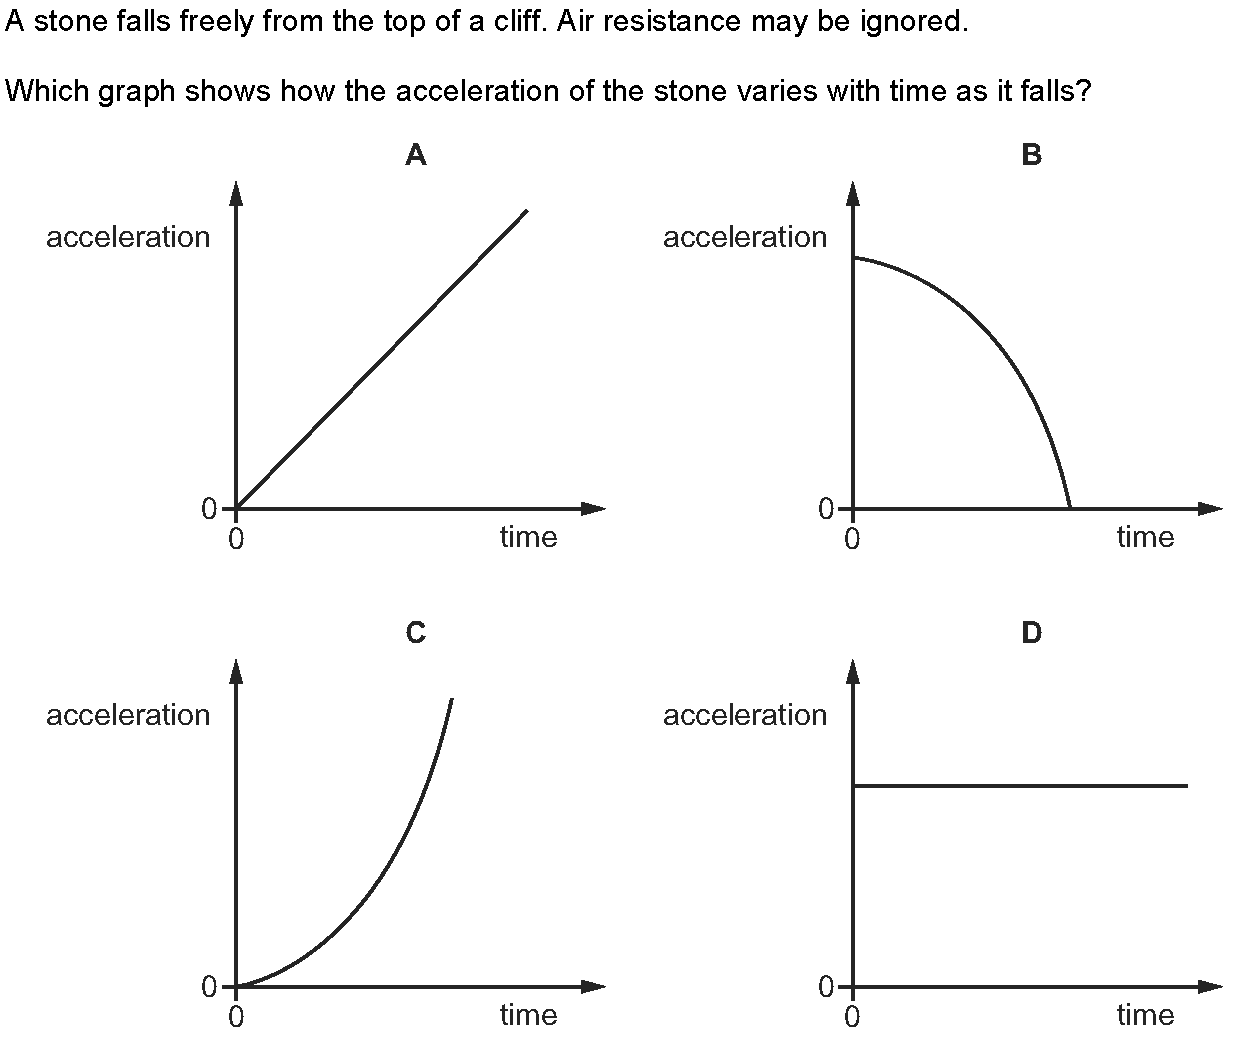 A stone falls freely from the top of a cliff. Air resistance may be ignored.
Which graph shows how the acceleration of the stone varies with time as it falls?
A
acceleration
0
0
time
B
acceleration
0
0
time
C
acceleration
0
0
time
D
acceleration
0
0
time